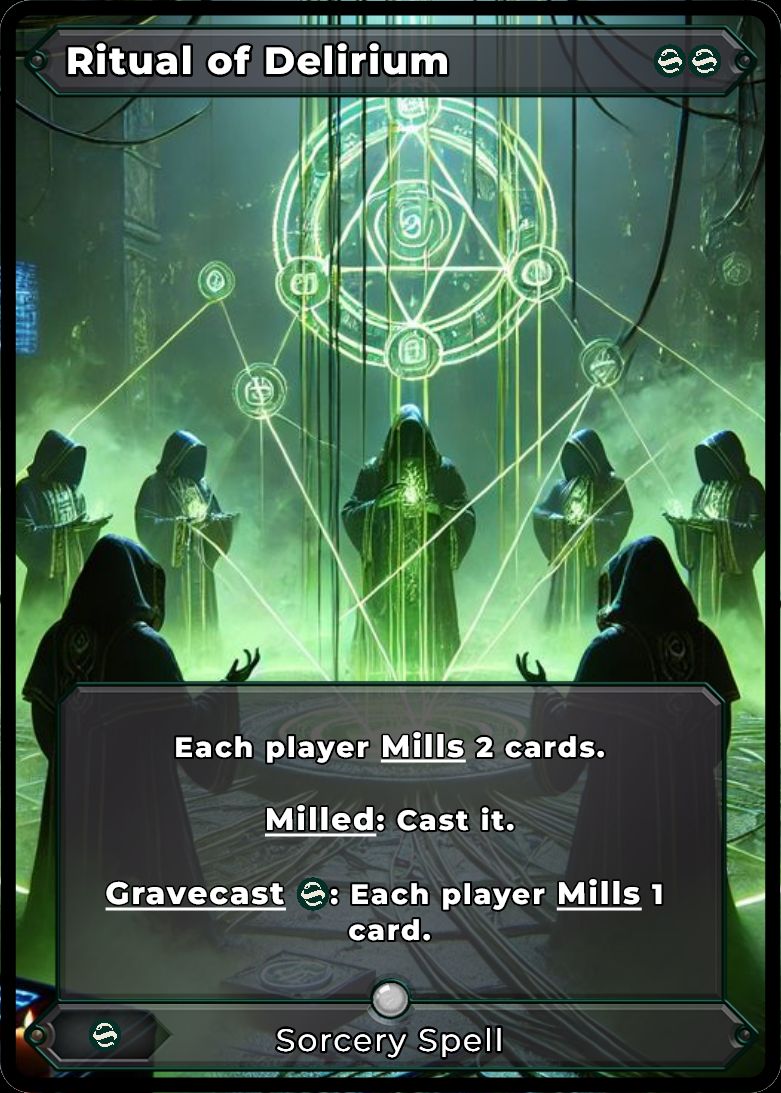 Ritual of Delirium
Each player Mills 2 cards.
Milled: Cast it.
Gravecast : Each player Mills 1
card.
Sorcery Spell